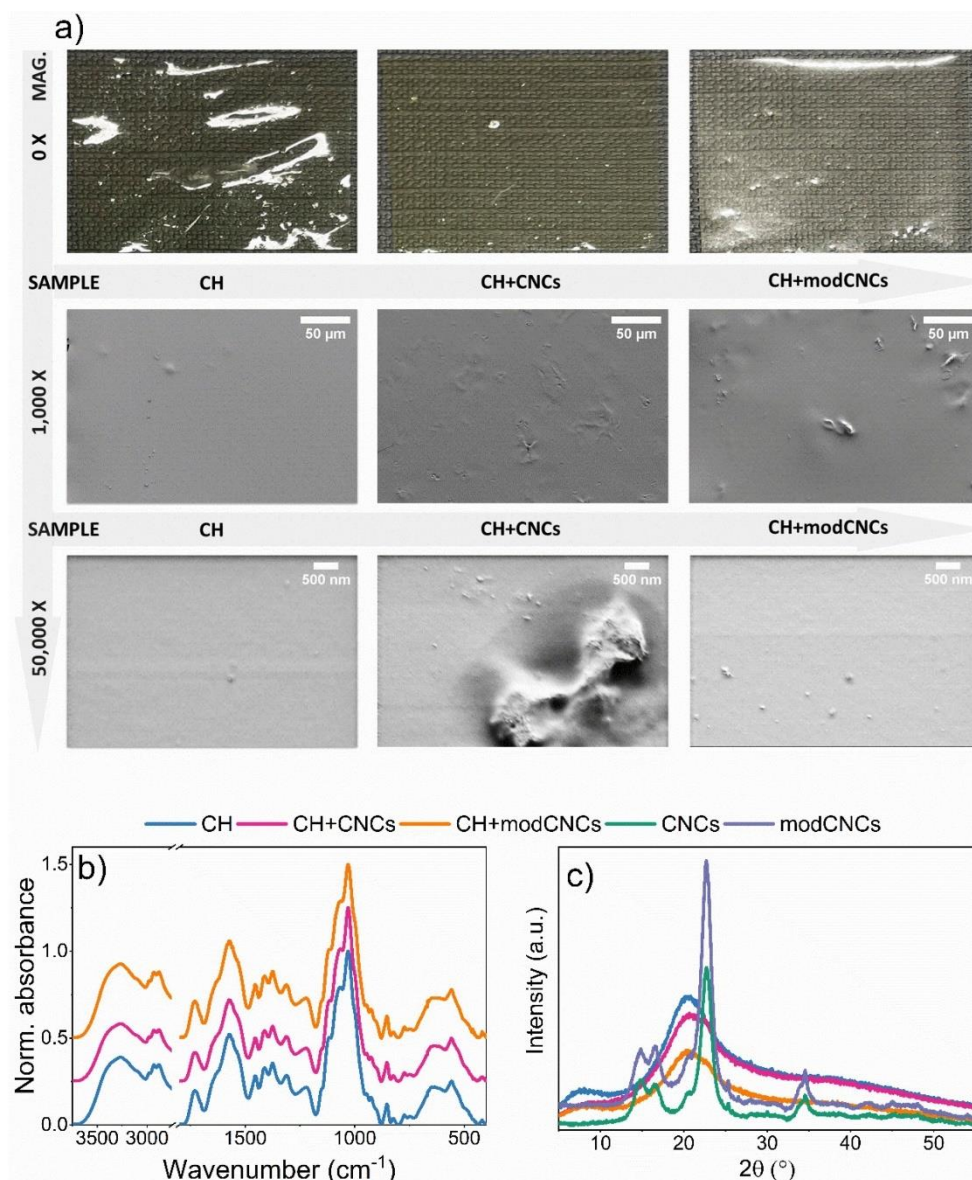 a)
MAG.
0 X
SAMPLE CH CH+CNCs CH+modCNCs
50 µm 50 µm 50 µm
1,000 X
SAMPLE CH CH+CNCs CH+modCNCs
500 nm 500 nm 500 nm
50,000 X
CH CH+CNCs CH+modCNCs CNCs modCNCs
b)
1.5
1.0
0.5
0.0
Norm. absorbance
3500 3000 1500 1000 500
Wavenumber (cm⁻¹)
c)
Intensity (a.u.)
10 20 30 40 50
2θ (°)